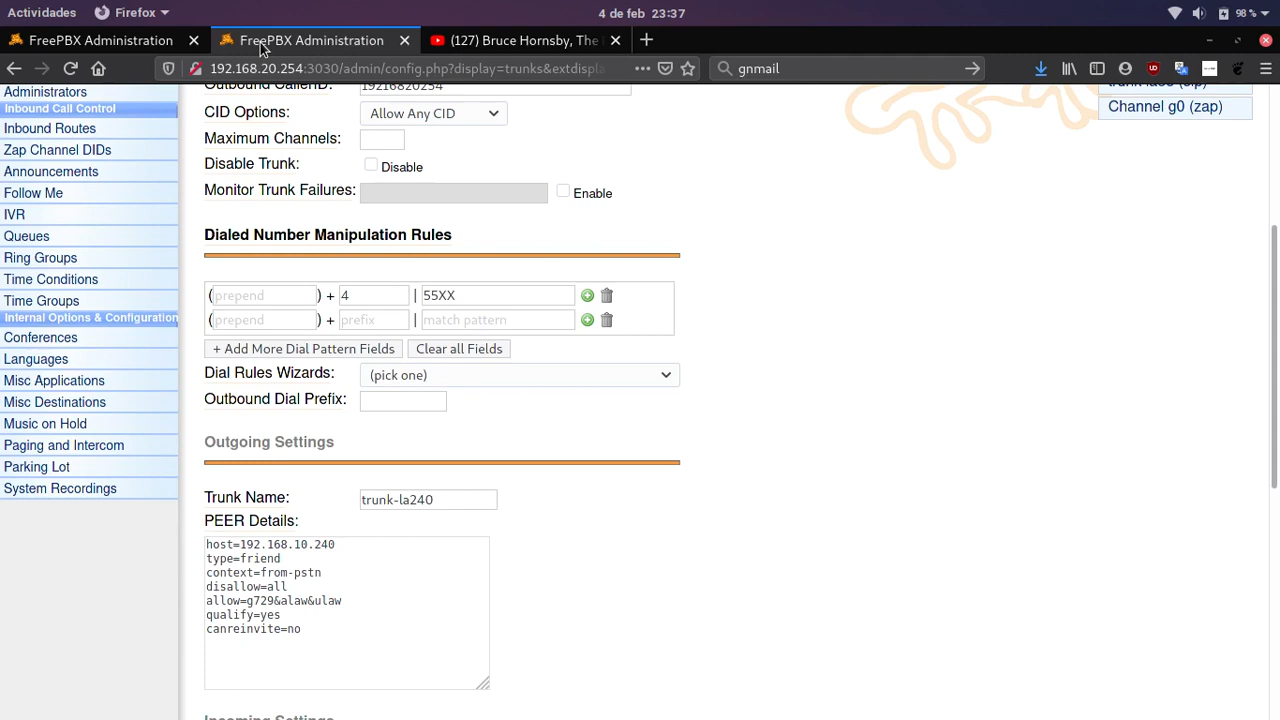 Actividades Firefox 4 de feb 23:37 98 %
FreePBX Administration FreePBX Administration (127) Bruce Hornsby, The
192.168.20.254:3030/admin/config.php?display=trunks&extdispla gnmail
Administrators
Inbound Call Control
Inbound Routes
Zap Channel DIDs
Announcements
Follow Me
IVR
Queues
Ring Groups
Time Conditions
Time Groups
Internal Options & Configuration
Conferences
Languages
Misc Applications
Misc Destinations
Music on Hold
Paging and Intercom
Parking Lot
System Recordings
Outbound CallerID: 19216820254
CID Options: Allow Any CID
Maximum Channels:
Disable Trunk: Disable
Monitor Trunk Failures: Enable
Dialed Number Manipulation Rules
(prepend) + 4 | 55XX
(prepend) + prefix | match pattern
+ Add More Dial Pattern Fields Clear all Fields
Dial Rules Wizards: (pick one)
Outbound Dial Prefix:
Outgoing Settings
Trunk Name: trunk-la240
PEER Details:
host=192.168.10.240
type=friend
context=from-pstn
disallow=all
allow=g729&alaw&ulaw
qualify=yes
canreinvite=no
Incoming Settings
Channel g0 (zap)